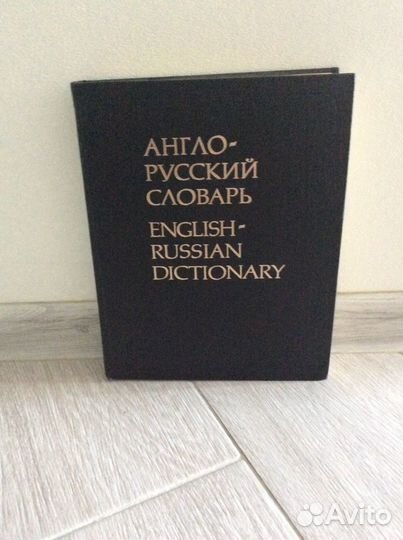 АНГЛО-
РУССКИЙ
СЛОВАРЬ
ENGLISH-
RUSSIAN
DICTIONARY
Avito